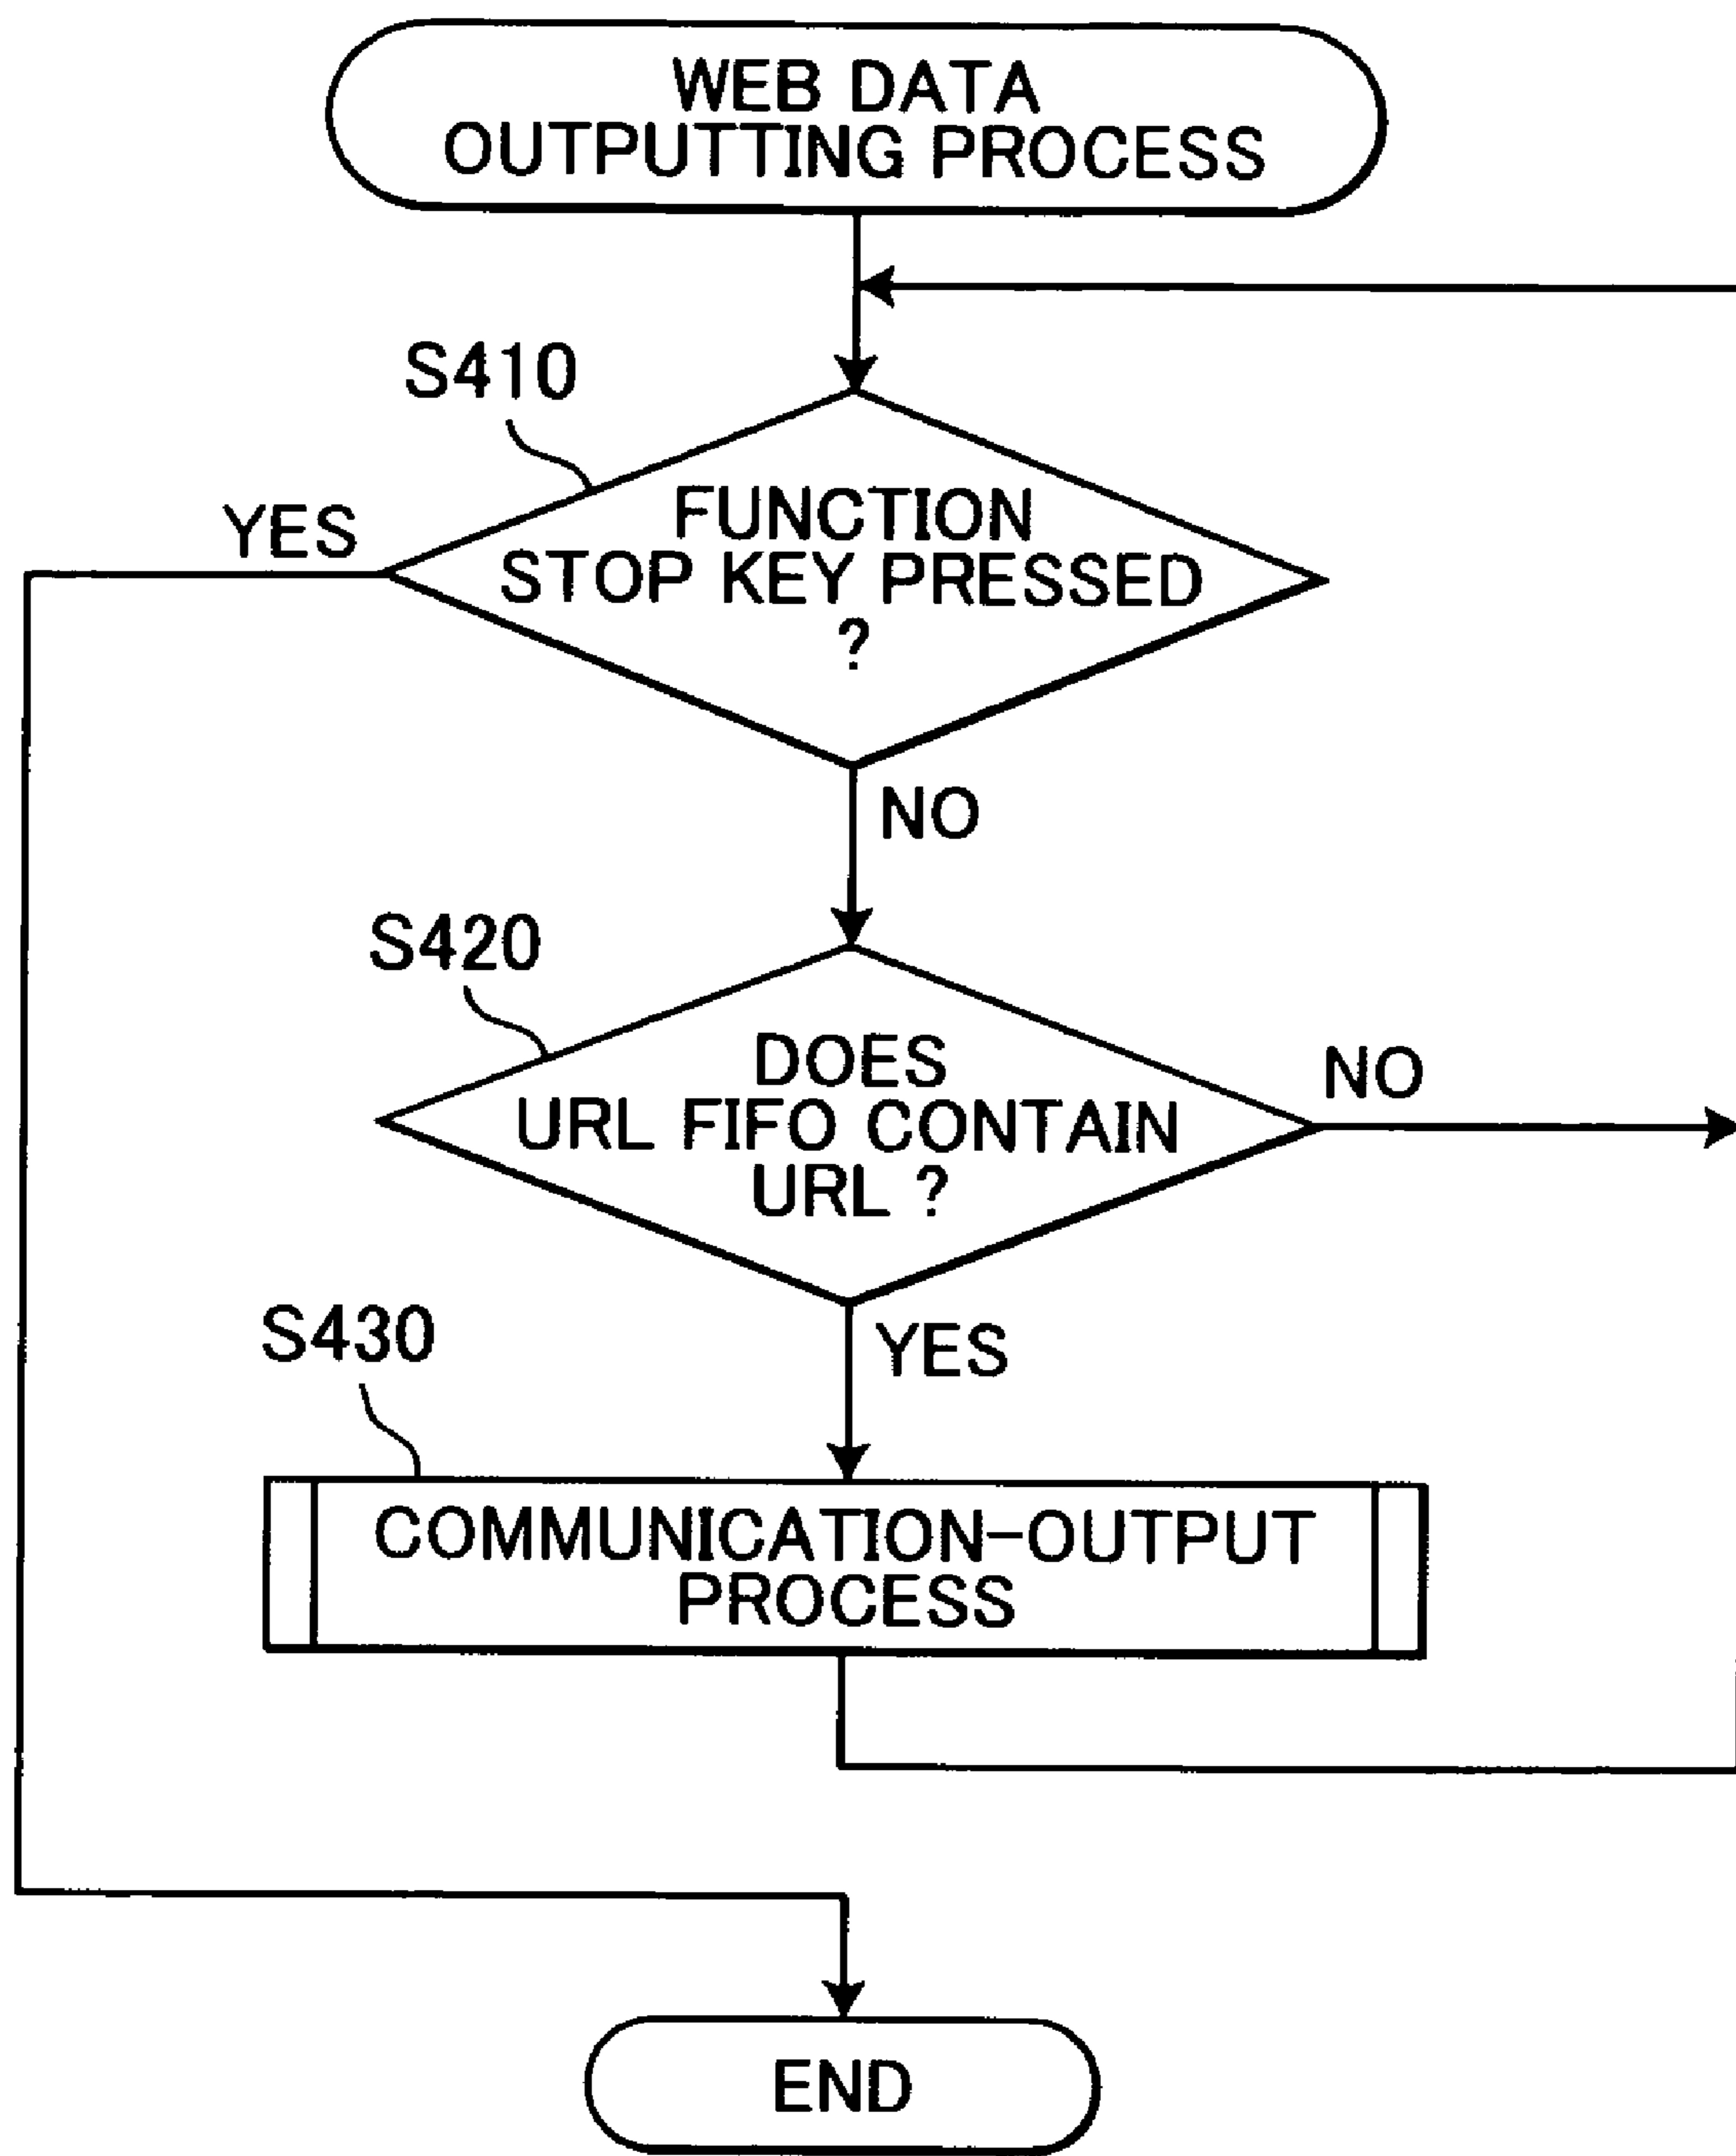 WEB DATA
OUTPUTTING PROCESS
S410
YES
FUNCTION
STOP KEY PRESSED
?
NO
S420
DOES
URL FIFO CONTAIN
URL ?
NO
YES
S430
COMMUNICATION-OUTPUT
PROCESS
END